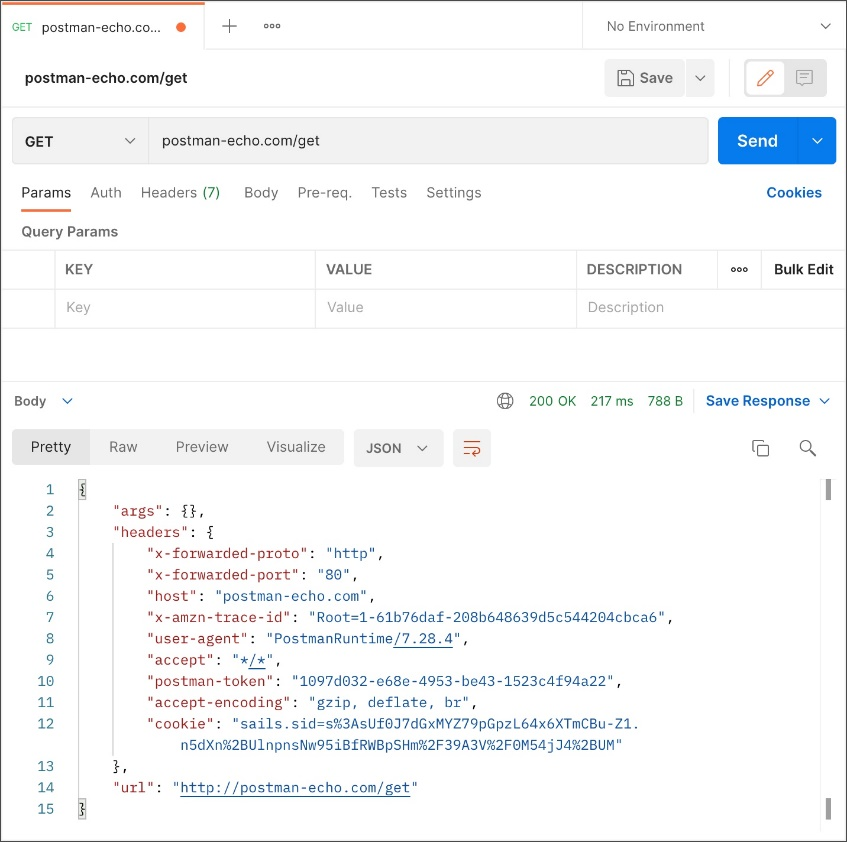 GET postman-echo.co... + ooo No Environment
postman-echo.com/get Save
GET postman-echo.com/get Send
Params Auth Headers (7) Body Pre-req. Tests Settings Cookies
Query Params
KEY VALUE DESCRIPTION ooo Bulk Edit
Key Value Description
Body 200 OK 217 ms 788 B Save Response
Pretty Raw Preview Visualize JSON
1 {
2 "args": {},
3 "headers": {
4 "x-forwarded-proto": "http",
5 "x-forwarded-port": "80",
6 "host": "postman-echo.com",
7 "x-amzn-trace-id": "Root=1-61b76daf-208b648639d5c544204cbca6",
8 "user-agent": "PostmanRuntime/7.28.4",
9 "accept": "*/*",
10 "postman-token": "1097d032-e68e-4953-be43-1523c4f94a22",
11 "accept-encoding": "gzip, deflate, br",
12 "cookie": "sails.sid=s%3AsUf0J7dGxMYZ79pGpzL64x6XTmCBu-Z1.
n5dXn%2BUlnpnsNw95iBfRWBpSHm%2F39A3V%2F0M54jJ4%2BUM"
13 },
14 "url": "http://postman-echo.com/get"
15 }